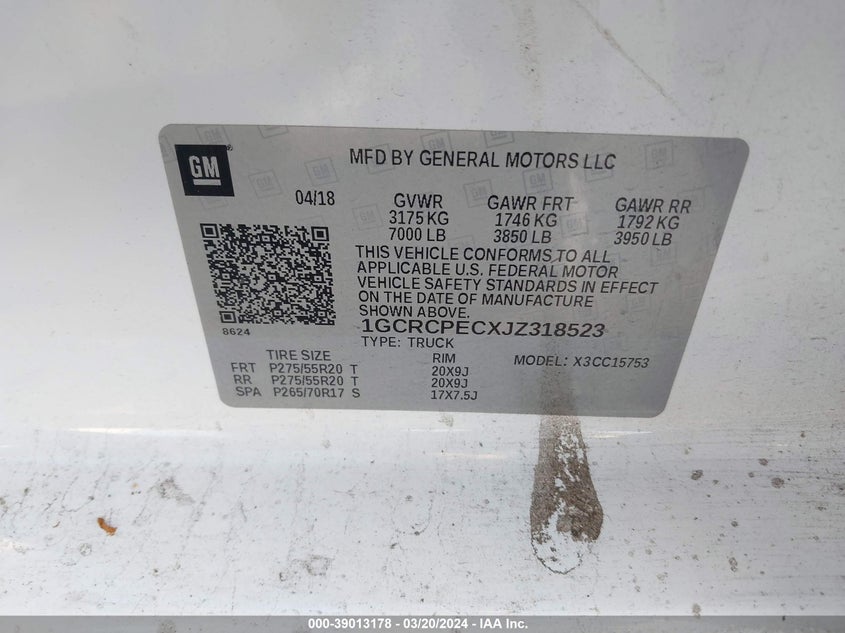 GM
MFD BY GENERAL MOTORS LLC
04/18 GVWR GAWR FRT GAWR RR
3175 KG 1746 KG 1792 KG
7000 LB 3850 LB 3950 LB
THIS VEHICLE CONFORMS TO ALL
APPLICABLE U.S. FEDERAL MOTOR
VEHICLE SAFETY STANDARDS IN EFFECT
ON THE DATE OF MANUFACTURE
SHOWN ABOVE.
8624
1GCRCPECXJZ318523
TYPE: TRUCK
TIRE SIZE RIM MODEL: X3CC15753
FRT P275/55R20 T 20X9J
RR P275/55R20 T 20X9J
SPA P265/70R17 S 17X7.5J
000-39013178 - 03/20/2024 - IAA Inc.